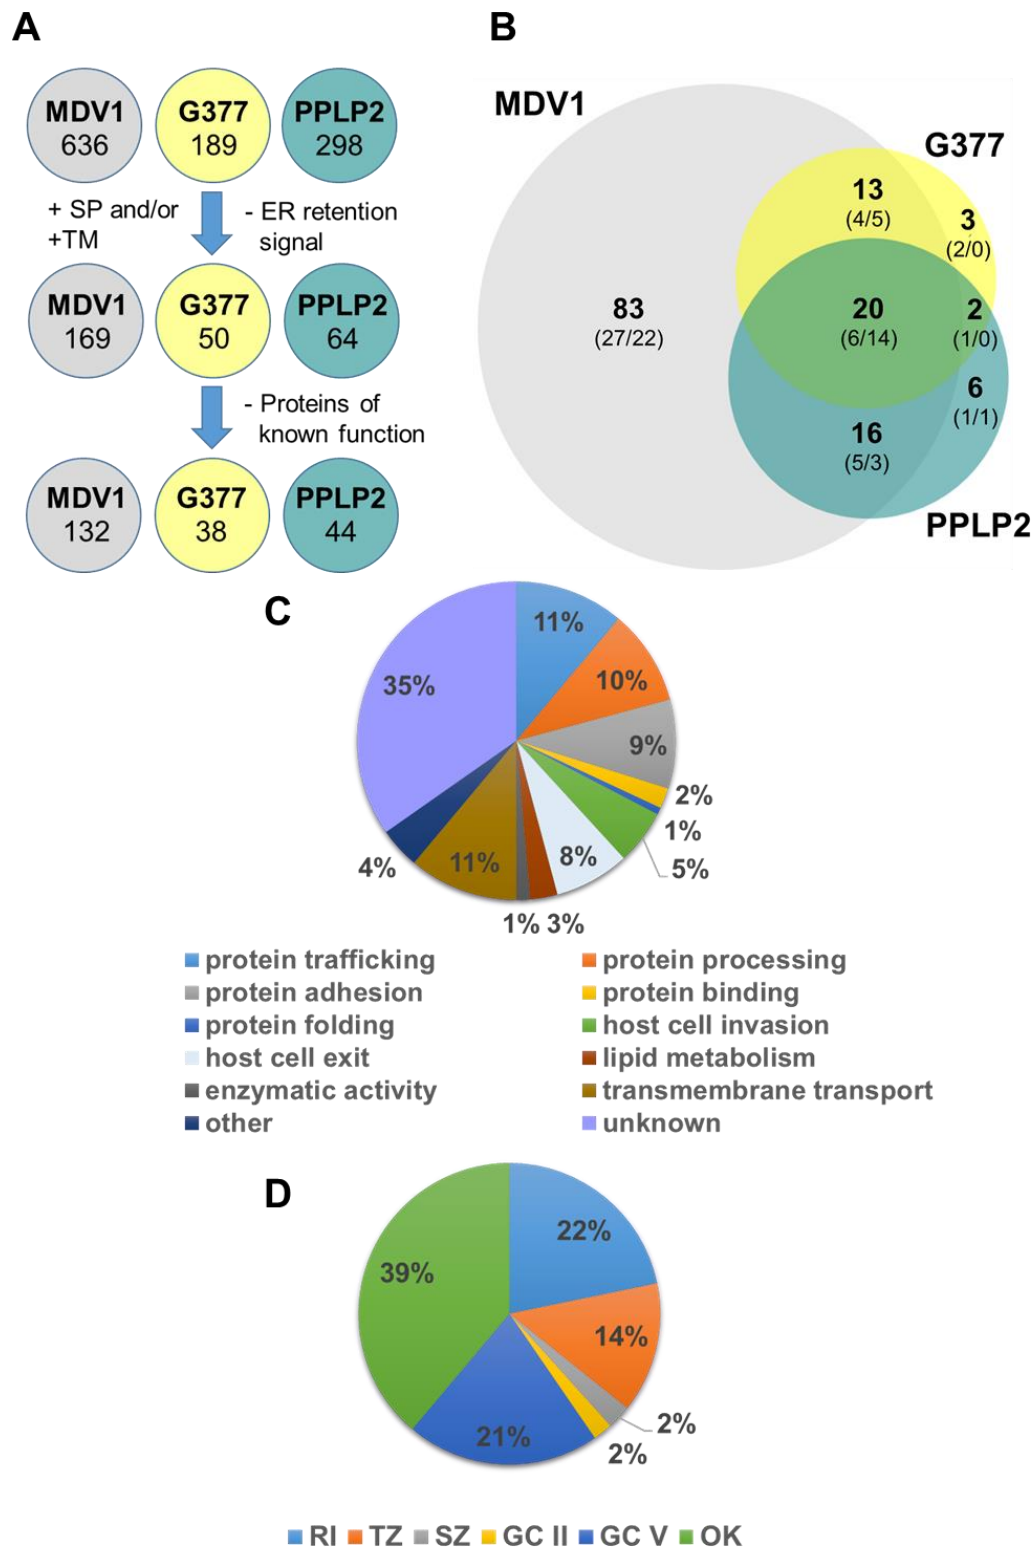 A
MDV1
636
G377
189
PPLP2
298
+ SP and/or
+TM
- ER retention
signal
MDV1
169
G377
50
PPLP2
64
- Proteins of
known function
MDV1
132
G377
38
PPLP2
44
B
MDV1
G377
13
(4/5)
3
(2/0)
83
(27/22)
20
(6/14)
2
(1/0)
6
(1/1)
16
(5/3)
PPLP2
C
11%
10%
9%
2%
1%
5%
8%
3%
1%
11%
4%
35%
protein trafficking
protein processing
protein adhesion
protein binding
protein folding
host cell invasion
host cell exit
lipid metabolism
enzymatic activity
transmembrane transport
other
unknown
D
22%
14%
2%
2%
21%
39%
RI TZ SZ GC II GC V OK